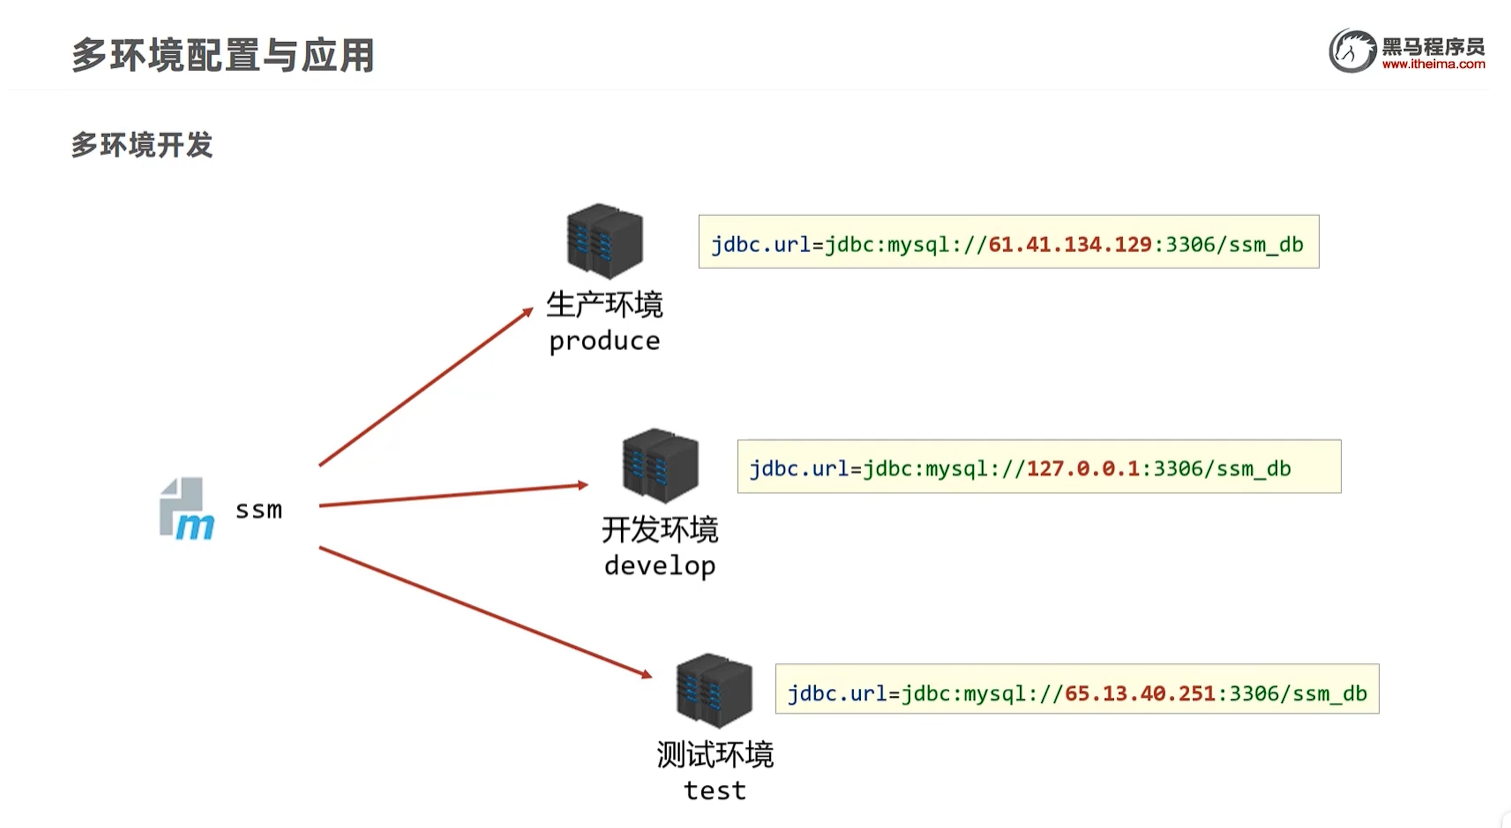 多环境配置与应用
黑马程序员
www.itheima.com
多环境开发
jdbc.url=jdbc:mysql://61.41.134.129:3306/ssm_db
生产环境
produce
m
ssm
jdbc.url=jdbc:mysql://127.0.0.1:3306/ssm_db
开发环境
develop
jdbc.url=jdbc:mysql://65.13.40.251:3306/ssm_db
测试环境
test